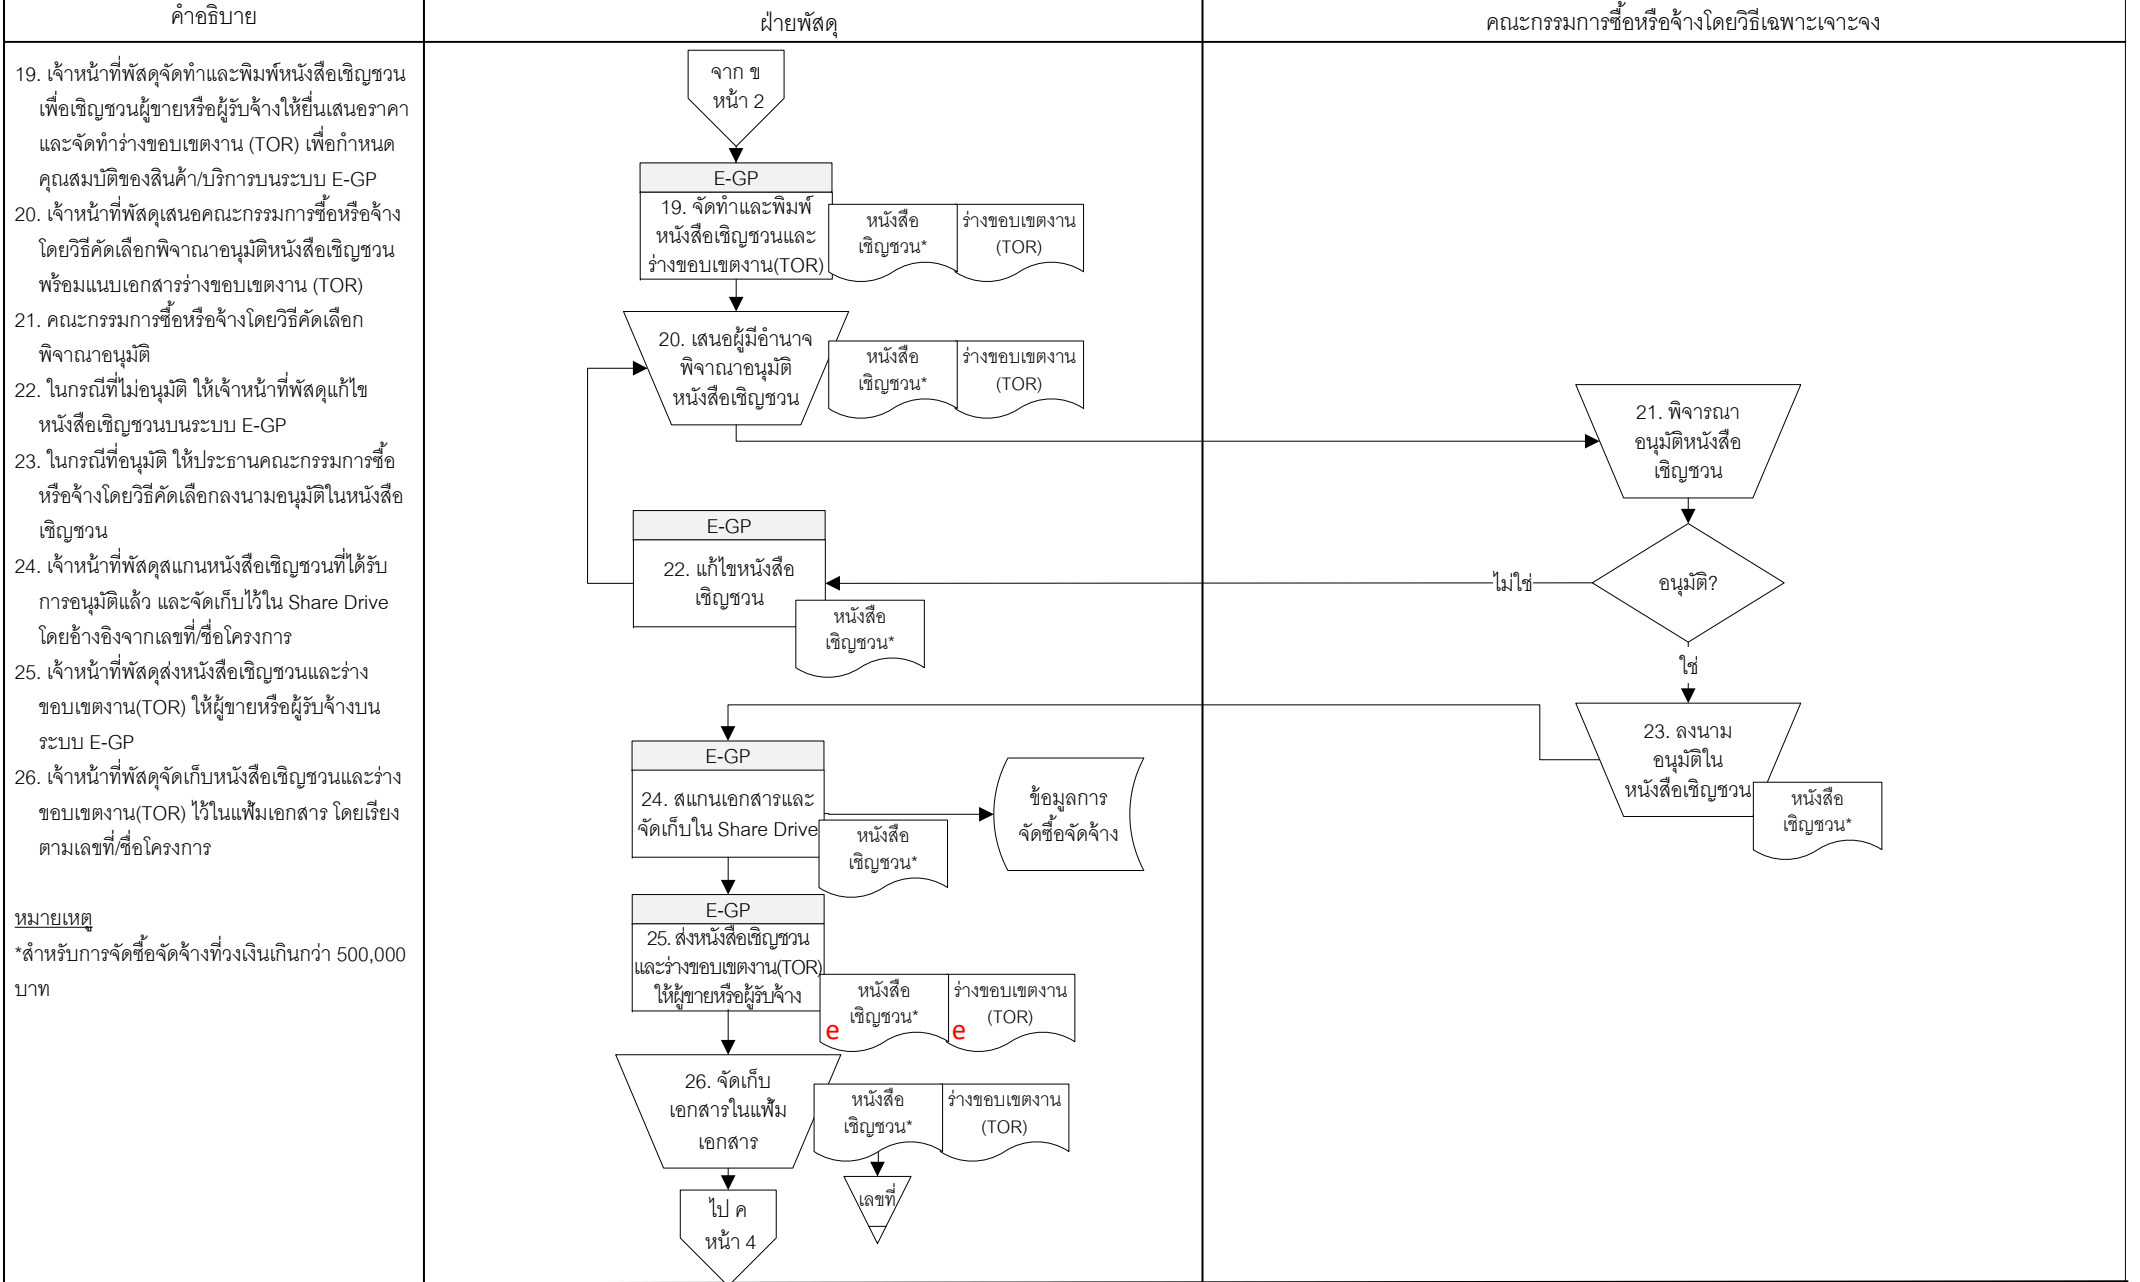 คำอธิบาย
ฝ่ายพัสดุ
คณะกรรมการซื้อหรือจ้างโดยวิธีเฉพาะเจาะจง
19. เจ้าหน้าที่พัสดุจัดทำและพิมพ์หนังสือเชิญชวน
เพื่อเชิญชวนผู้ขายหรือผู้รับจ้างให้ยื่นเสนอราคา
และจัดทำร่างขอบเขตงาน (TOR) เพื่อกำหนด
คุณสมบัติของสินค้า/บริการบนระบบ E-GP
20. เจ้าหน้าที่พัสดุเสนอคณะกรรมการซื้อหรือจ้าง
โดยวิธีคัดเลือกพิจาณาอนุมัติหนังสือเชิญชวน
พร้อมแนบเอกสารร่างขอบเขตงาน (TOR)
21. คณะกรรมการซื้อหรือจ้างโดยวิธีคัดเลือก
พิจาณาอนุมัติ
22. ในกรณีที่ไม่อนุมัติ ให้เจ้าหน้าที่พัสดุแก้ไข
หนังสือเชิญชวนบนระบบ E-GP
23. ในกรณีที่อนุมัติ ให้ประธานคณะกรรมการซื้อ
หรือจ้างโดยวิธีคัดเลือกลงนามอนุมัติในหนังสือ
เชิญชวน
24. เจ้าหน้าที่พัสดุสแกนหนังสือเชิญชวนที่ได้รับ
การอนุมัติแล้ว และจัดเก็บไว้ใน Share Drive
โดยอ้างอิงจากเลขที่/ชื่อโครงการ
25. เจ้าหน้าที่พัสดุส่งหนังสือเชิญชวนและร่าง
ขอบเขตงาน(TOR) ให้ผู้ขายหรือผู้รับจ้างบน
ระบบ E-GP
26. เจ้าหน้าที่พัสดุจัดเก็บหนังสือเชิญชวนและร่าง
ขอบเขตงาน(TOR) ไว้ในแฟ้มเอกสาร โดยเรียง
ตามเลขที่/ชื่อโครงการ
หมายเหตุ
*สำหรับการจัดซื้อจัดจ้างที่วงเงินเกินกว่า 500,000
บาท
จาก ข
หน้า 2
E-GP
19. จัดทำและพิมพ์
หนังสือเชิญชวนและ
ร่างขอบเขตงาน(TOR)
หนังสือ
เชิญชวน*
ร่างขอบเขตงาน
(TOR)
20. เสนอผู้มีอำนาจ
พิจาณาอนุมัติ
หนังสือเชิญชวน
หนังสือ
เชิญชวน*
ร่างขอบเขตงาน
(TOR)
21. พิจารณา
อนุมัติหนังสือ
เชิญชวน
อนุมัติ?
ไม่ใช่
E-GP
22. แก้ไขหนังสือ
เชิญชวน
หนังสือ
เชิญชวน*
ใช่
23. ลงนาม
อนุมัติใน
หนังสือเชิญชวน
หนังสือ
เชิญชวน*
E-GP
24. สแกนเอกสารและ
จัดเก็บใน Share Drive
หนังสือ
เชิญชวน*
ข้อมูลการ
จัดซื้อจัดจ้าง
E-GP
25. ส่งหนังสือเชิญชวน
และร่างขอบเขตงาน(TOR)
ให้ผู้ขายหรือผู้รับจ้าง
หนังสือ
เชิญชวน*
e
ร่างขอบเขตงาน
(TOR)
e
26. จัดเก็บ
เอกสารในแฟ้ม
เอกสาร
หนังสือ
เชิญชวน*
ร่างขอบเขตงาน
(TOR)
เลขที่
ไป ค
หน้า 4